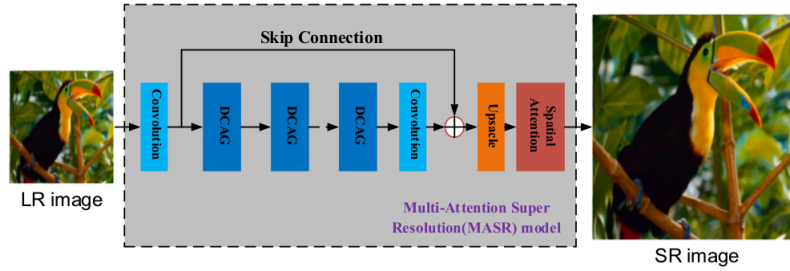 Skip Connection
Convolution
DCAG
DCAG
DCAG
Convolution
Upsacle
Spatial
Attention
LR image
Multi-Attention Super
Resolution(MASR) model
SR image